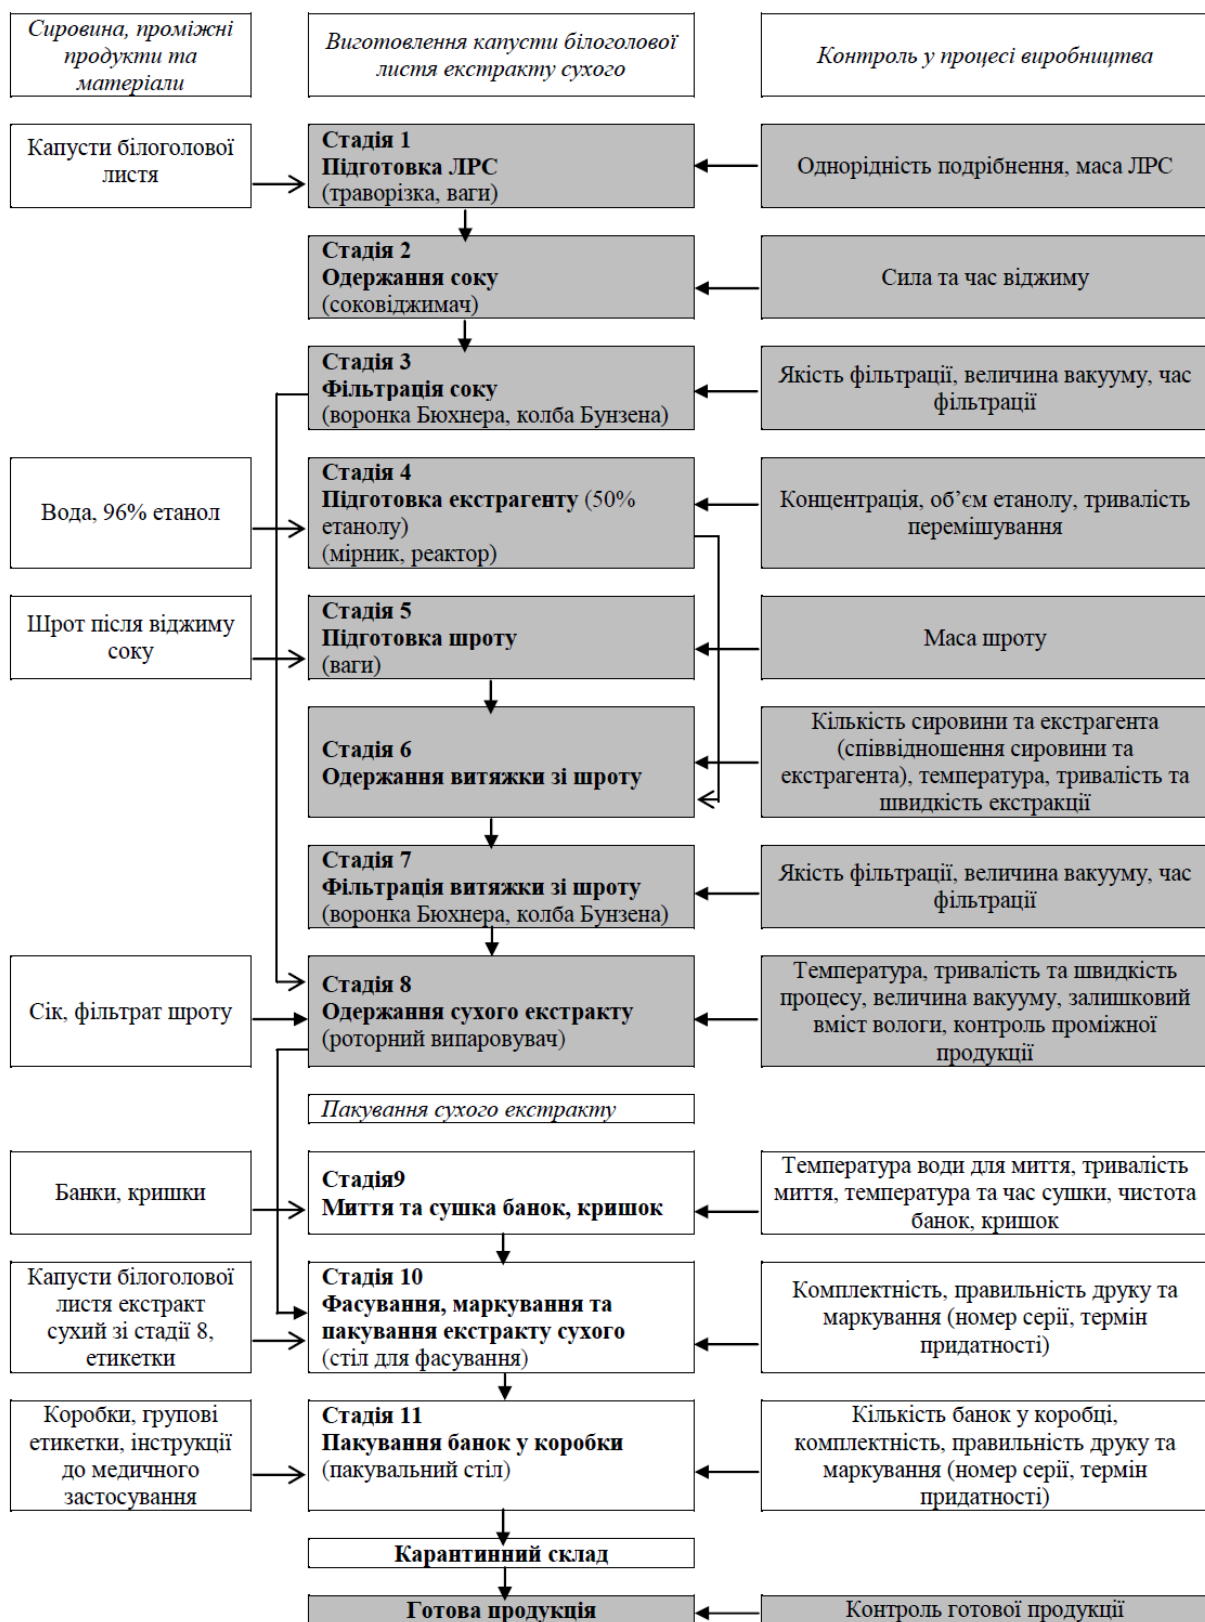 Сировина, проміжні
продукти та
матеріали
Виготовлення капусти білоголової
листя екстракту сухого
Контроль у процесі виробництва
Капусти білоголової
листя
Стадія 1
Підготовка ЛРС
(траворізка, ваги)
Однорідність подрібнення, маса ЛРС
Стадія 2
Одержання соку
(соковіджимач)
Сила та час віджиму
Стадія 3
Фільтрація соку
(воронка Бюхнера, колба Бунзена)
Якість фільтрації, величина вакууму, час
фільтрації
Вода, 96% етанол
Стадія 4
Підготовка екстрагенту (50%
етанолу)
(мірник, реактор)
Концентрація, об’єм етанолу, тривалість
перемішування
Шрот після віджиму
соку
Стадія 5
Підготовка шроту
(ваги)
Маса шроту
Стадія 6
Одержання витяжки зі шроту
Кількість сировини та екстрагента
(співвідношення сировини та
екстрагента), температура, тривалість та
швидкість екстракції
Стадія 7
Фільтрація витяжки зі шроту
(воронка Бюхнера, колба Бунзена)
Якість фільтрації, величина вакууму, час
фільтрації
Сік, фільтрат шроту
Стадія 8
Одержання сухого екстракту
(роторний випаровувач)
Температура, тривалість та швидкість
процесу, величина вакууму, залишковий
вміст вологи, контроль проміжної
продукції
Пакування сухого екстракту
Банки, кришки
Стадія9
Миття та сушка банок, кришок
Температура води для миття, тривалість
миття, температура та час сушки, чистота
банок, кришок
Капусти білоголової
листя екстракт
сухий зі стадії 8,
етикетки
Стадія 10
Фасування, маркування та
пакування екстракту сухого
(стіл для фасування)
Комплектність, правильність друку та
маркування (номер серії, термін
придатності)
Коробки, групові
етикетки, інструкції
до медичного
застосування
Стадія 11
Пакування банок у коробки
(пакувальний стіл)
Кількість банок у коробці,
комплектність, правильність друку та
маркування (номер серії, термін
придатності)
Карантинний склад
Готова продукція
Контроль готової продукції